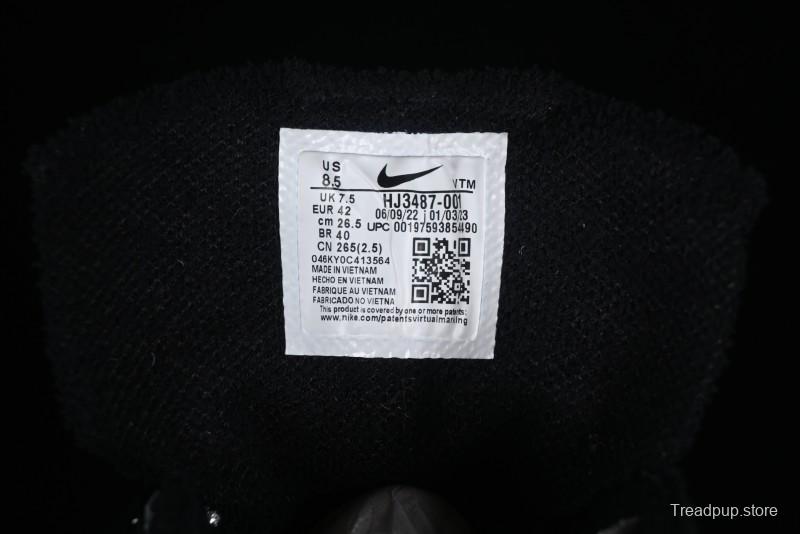 US
8.5
VTM
UK 7.5
HJ3487-001
EUR 42
06/09/22 | 01/03/23
cm 26.5
UPC 0019759385490
BR 40
CN 265(2.5)
046KY0C413564
MADE IN VIETNAM
HECHO EN VIETNAM
FABRIQUE AU VIETNAM
FABRICADO NO VIETNA
This product is covered by one or more patents:
www.nike.com/patentsvirtualmarking
Treadpup.store